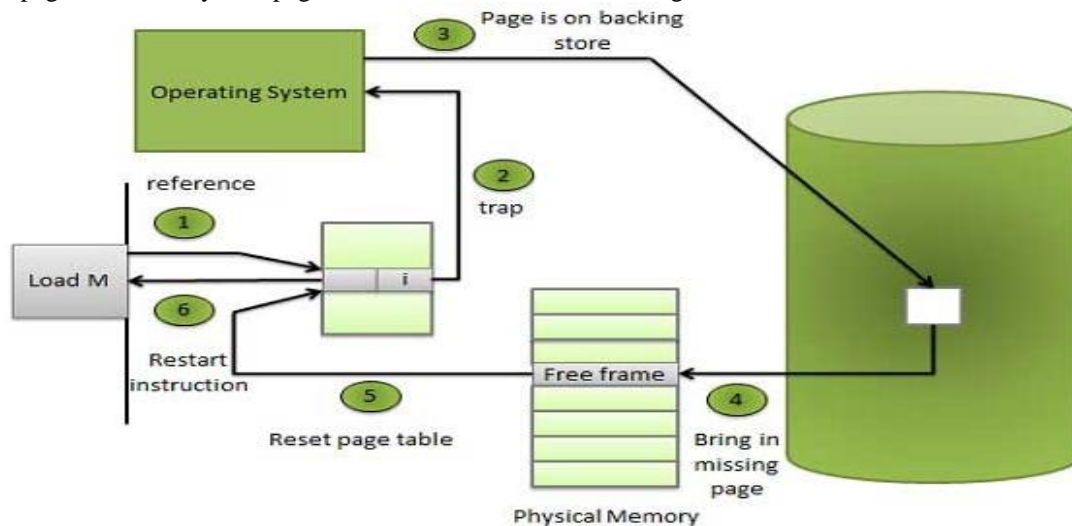 3
Page is on backing
store
Operating System
2
trap
reference
1
Load M
i
6
Restart
instruction
Free frame
5
Reset page table
4
Bring in
missing
page
Physical Memory